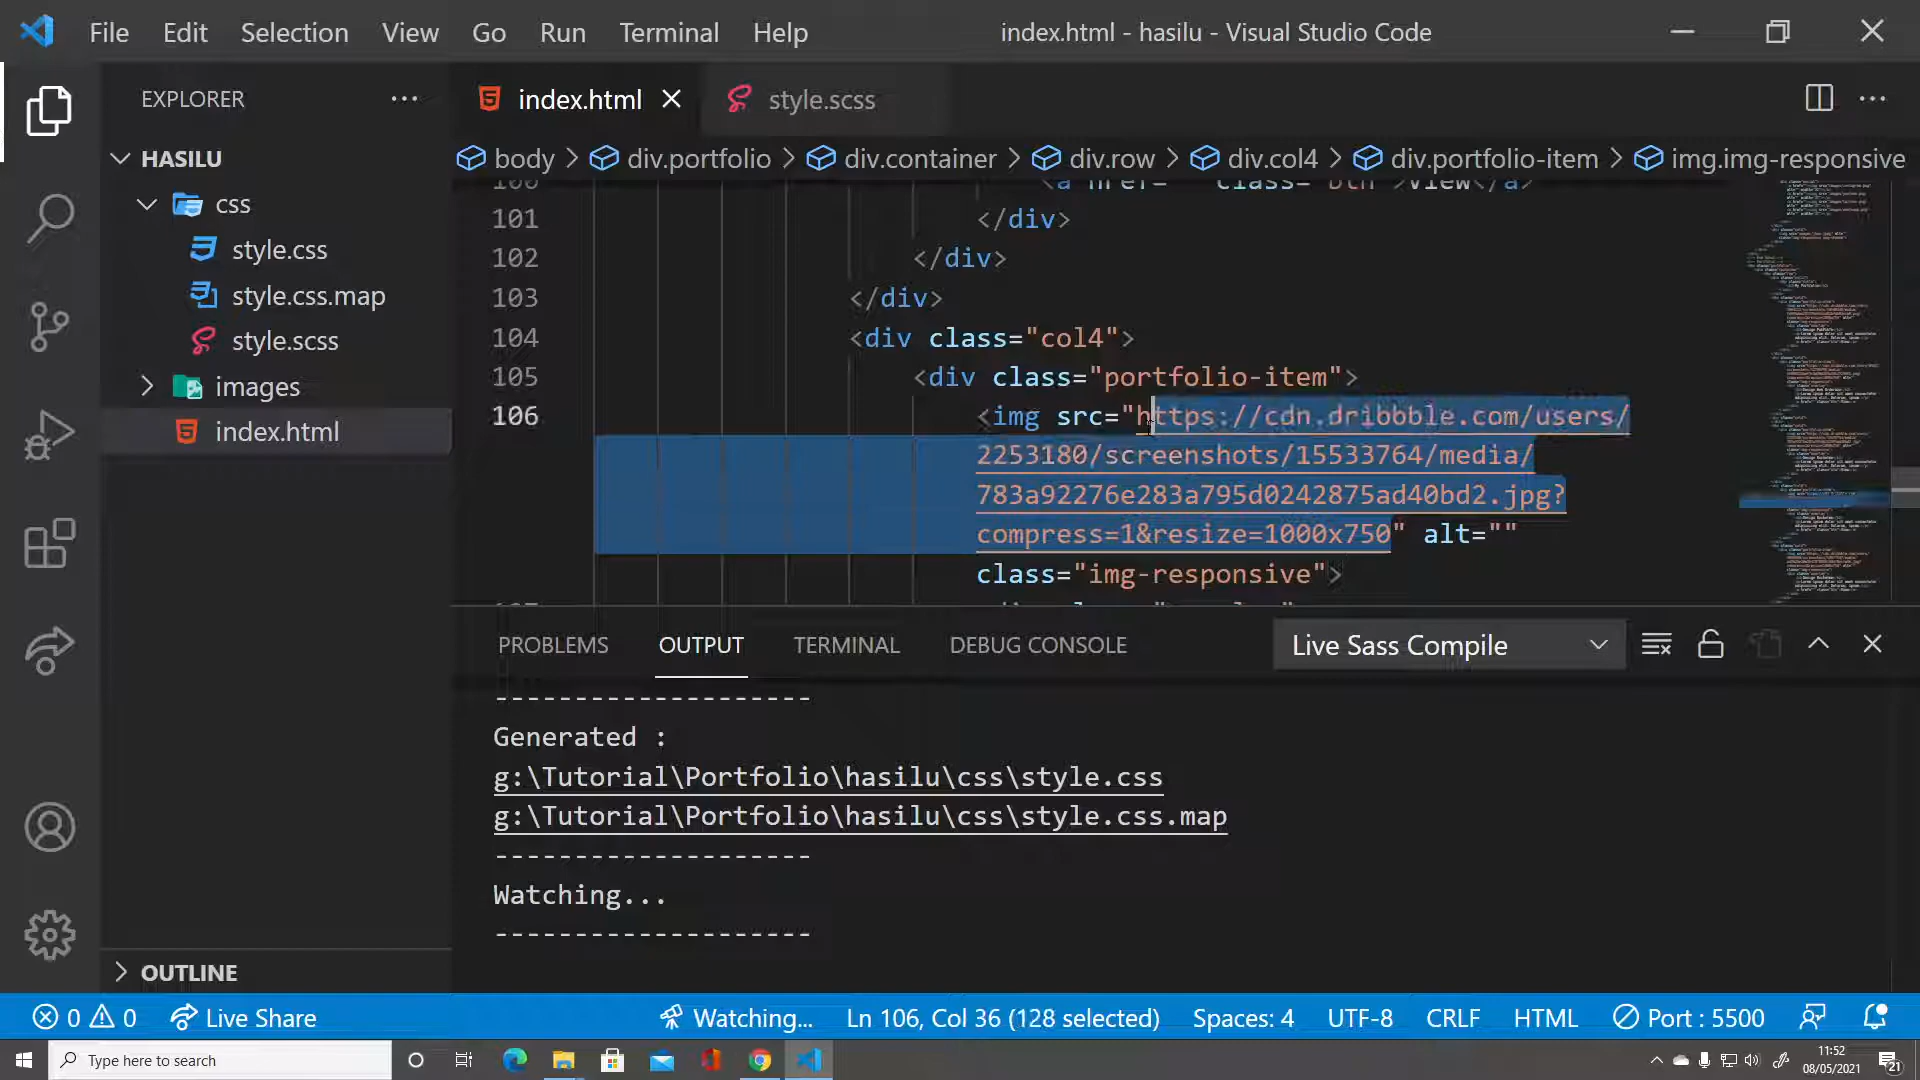 File Edit Selection View Go Run Terminal Help
index.html - hasilu - Visual Studio Code
EXPLORER
HASILU
css
style.css
style.css.map
style.scss
images
index.html
OUTLINE
index.html
style.scss
body > div.portfolio > div.container > div.row > div.col4 > div.portfolio-item > img.img-responsive
101 </div>
102 </div>
103 </div>
104 <div class="col4">
105 <div class="portfolio-item">
106 <img src="https://cdn.dribbble.com/users/
2253180/screenshots/15533764/media/
783a92276e283a795d0242875ad40bd2.jpg?
compress=1&resize=1000x750" alt=""
class="img-responsive">
PROBLEMS OUTPUT TERMINAL DEBUG CONSOLE
Live Sass Compile
--------------------
Generated :
g:\Tutorial\Portfolio\hasilu\css\style.css
g:\Tutorial\Portfolio\hasilu\css\style.css.map
--------------------
Watching...
--------------------
0 0 Live Share Watching... Ln 106, Col 36 (128 selected) Spaces: 4 UTF-8 CRLF HTML Port : 5500
Type here to search
11:52
08/05/2021
21